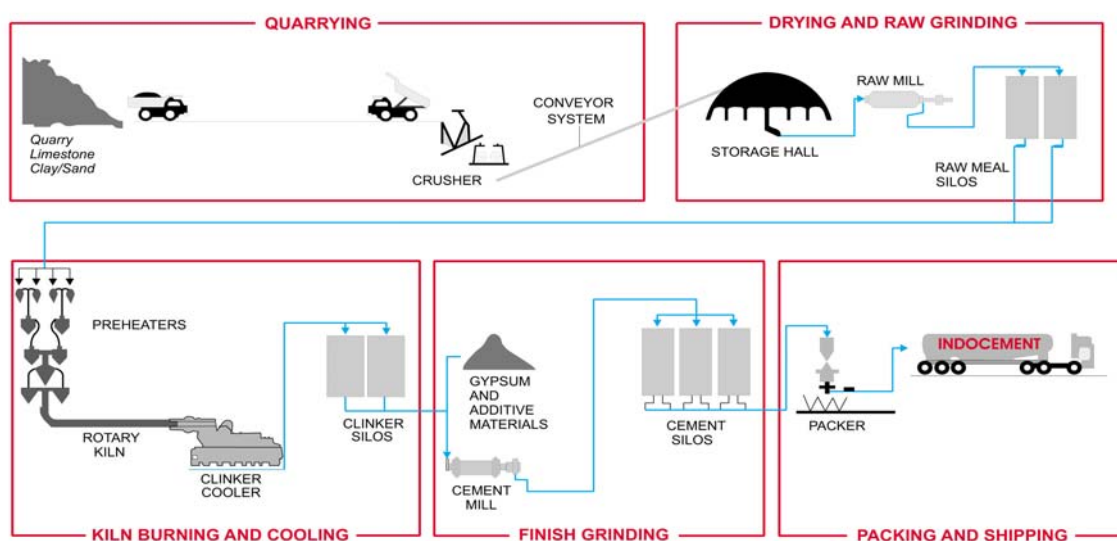 QUARRYING
DRYING AND RAW GRINDING
Quarry
Limestone
Clay/Sand
CRUSHER
CONVEYOR
SYSTEM
STORAGE HALL
RAW MILL
RAW MEAL
SILOS
PREHEATERS
ROTARY
KILN
CLINKER
COOLER
CLINKER
SILOS
GYPSUM
AND
ADDITIVE
MATERIALS
CEMENT
MILL
CEMENT
SILOS
PACKER
INDOCEMENT
KILN BURNING AND COOLING
FINISH GRINDING
PACKING AND SHIPPING